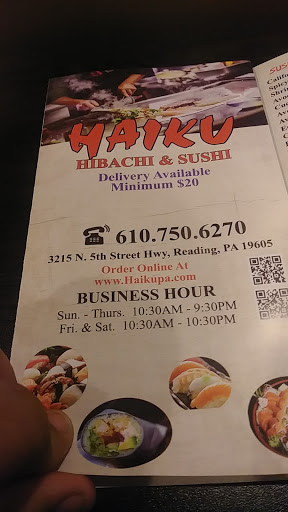 HAIKU
HIBACHI & SUSHI
Delivery Available
Minimum $20
610.750.6270
3215 N. 5th Street Hwy, Reading, PA 19605
Order Online At
www.Haikupa.com
BUSINESS HOUR
Sun. - Thurs. 10:30AM - 9:30PM
Fri. & Sat. 10:30AM - 10:30PM